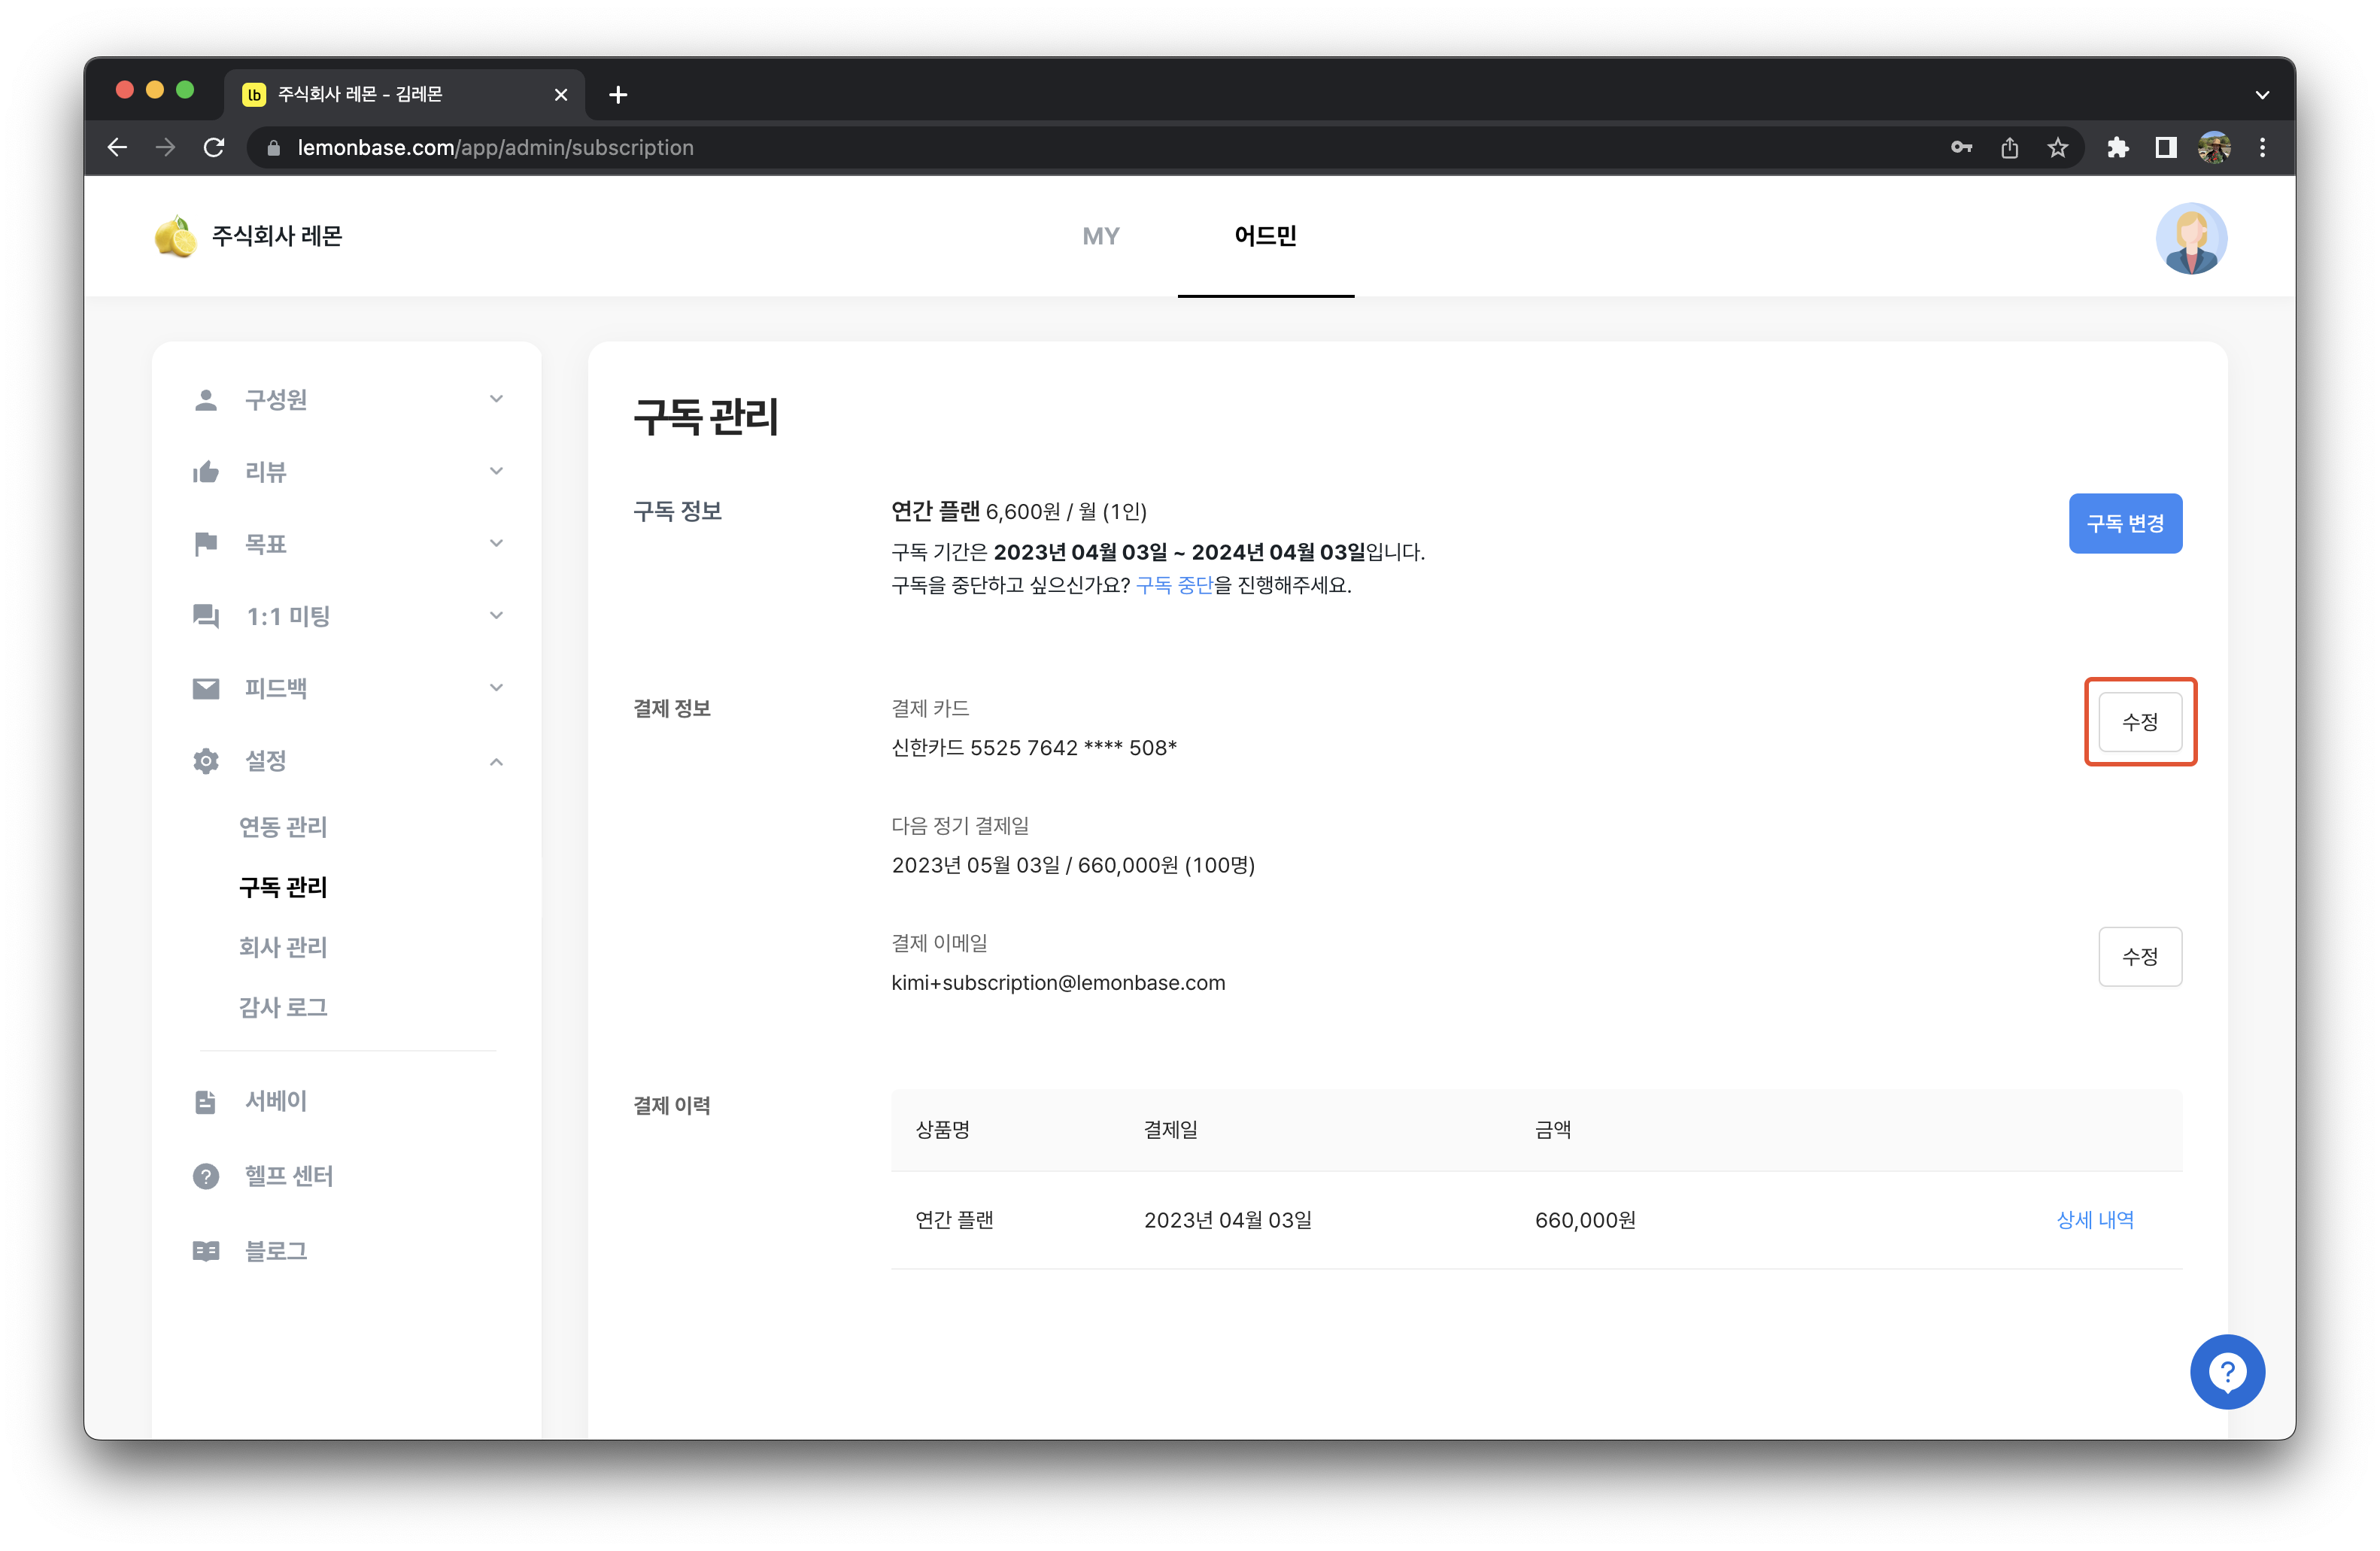 lb 주식회사 레몬 - 김레몬
lemonbase.com/app/admin/subscription
주식회사 레몬
MY
어드민
구성원
리뷰
목표
1:1 미팅
피드백
설정
연동 관리
구독 관리
회사 관리
감사 로그
서베이
헬프 센터
블로그
구독 관리
구독 정보
연간 플랜 6,600원 / 월 (1인)
구독 변경
구독 기간은 2023년 04월 03일 ~ 2024년 04월 03일입니다.
구독을 중단하고 싶으신가요? 구독 중단을 진행해주세요.
결제 정보
결제 카드
수정
신한카드 5525 7642 **** 508*
다음 정기 결제일
2023년 05월 03일 / 660,000원 (100명)
결제 이메일
수정
kimi+subscription@lemonbase.com
결제 이력
상품명 결제일 금액
연간 플랜 2023년 04월 03일 660,000원 상세 내역